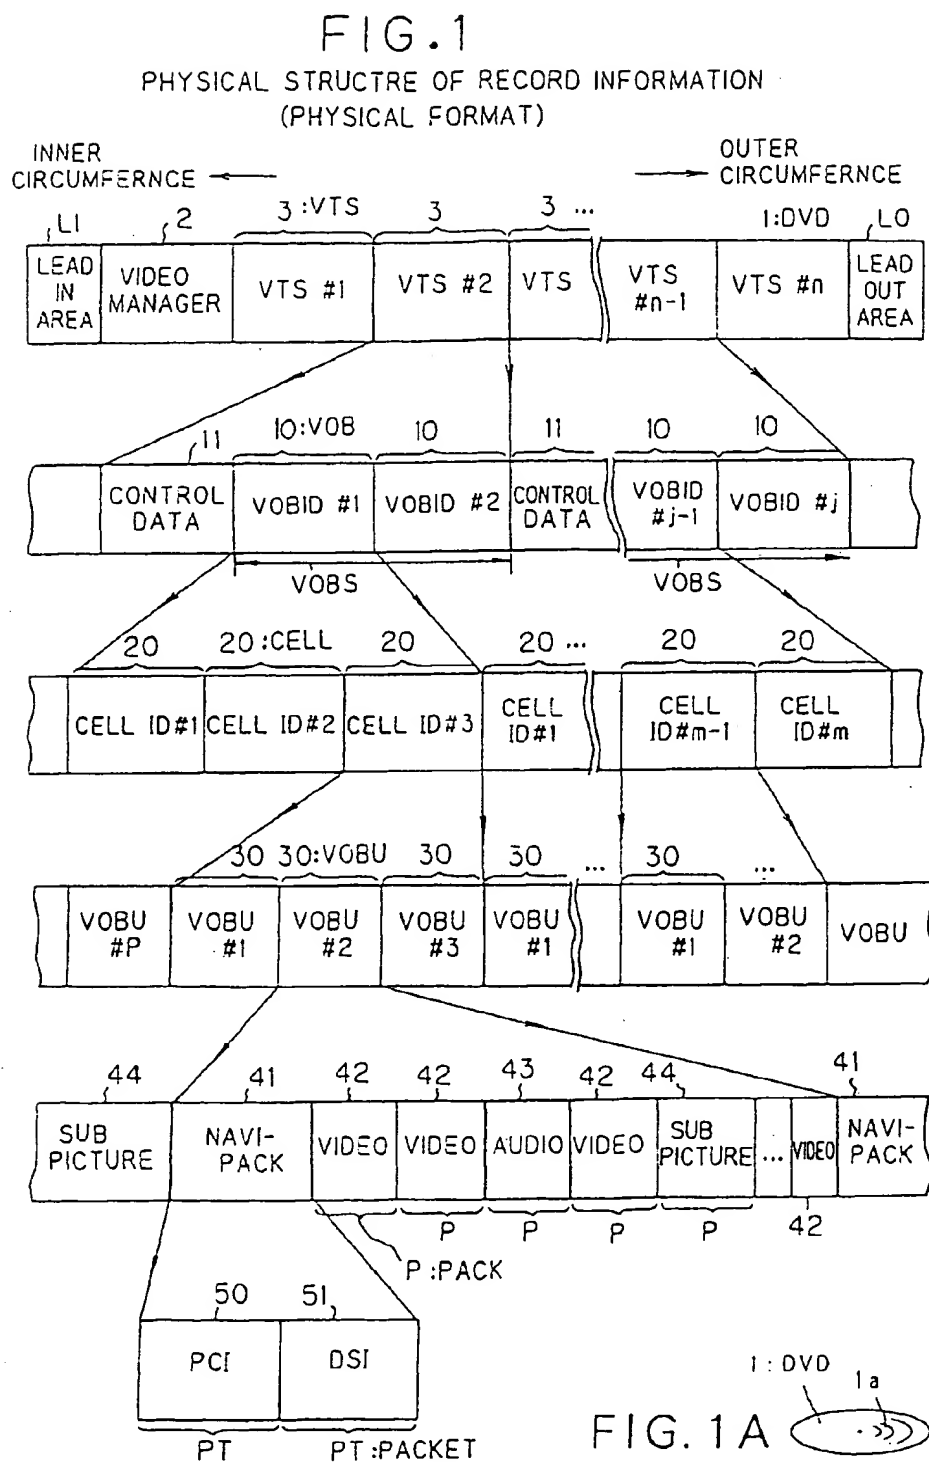 FIG.1
PHYSICAL STRUCTRE OF RECORD INFORMATION
(PHYSICAL FORMAT)
INNER
CIRCUMFERNCE
OUTER
CIRCUMFERNCE
LI
2
3:VTS
3
3 ...
1:DVD
LO
LEAD
IN
AREA
VIDEO
MANAGER
VTS #1
VTS #2
VTS
VTS
#n-1
VTS #n
LEAD
OUT
AREA
11
10:VOB
10
11
10
10
CONTROL
DATA
VOBID #1
VOBID #2
CONTROL
DATA
VOBID
#j-1
VOBID #j
VOBS
VOBS
20
20:CELL
20
20 ...
20
20
CELL ID#1
CELL ID#2
CELL ID#3
CELL
ID#1
CELL
ID#m-1
CELL
ID#m
30
30:VOBU
30
30
...
30
...
VOBU
#P
VOBU
#1
VOBU
#2
VOBU
#3
VOBU
#1
VOBU
#1
VOBU
#2
VOBU
44
41
42
42
43
42
44
41
SUB
PICTURE
NAVI-
PACK
VIDEO
VIDEO
AUDIO
VIDEO
SUB
PICTURE
...
VIDEO
NAVI-
PACK
P
P
P
P
42
P:PACK
50
51
PCI
DSI
PT
PT:PACKET
1:DVD
1a
FIG.1A